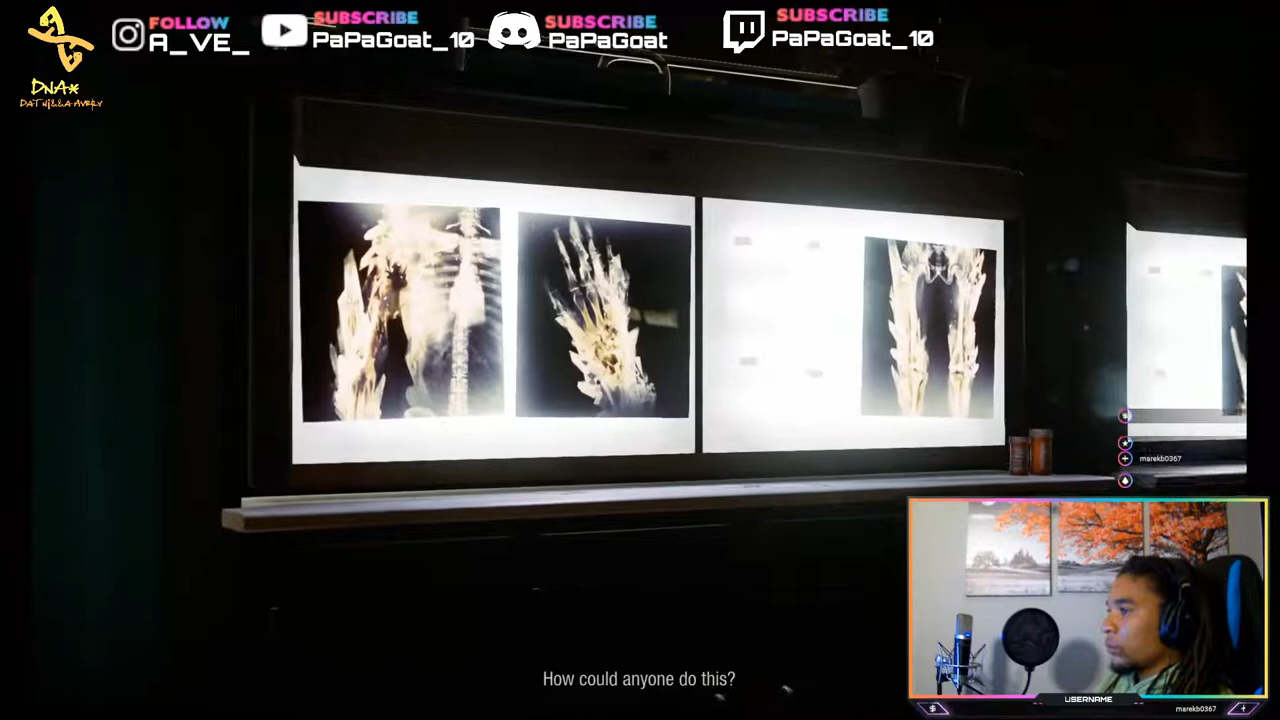 FOLLOW
A_VE_
SUBSCRIBE
PaPaGoat_10
SUBSCRIBE
PaPaGoat
SUBSCRIBE
PaPaGoat_10
DNA*
marekb0367
How could anyone do this?
USERNAME
marekb0367